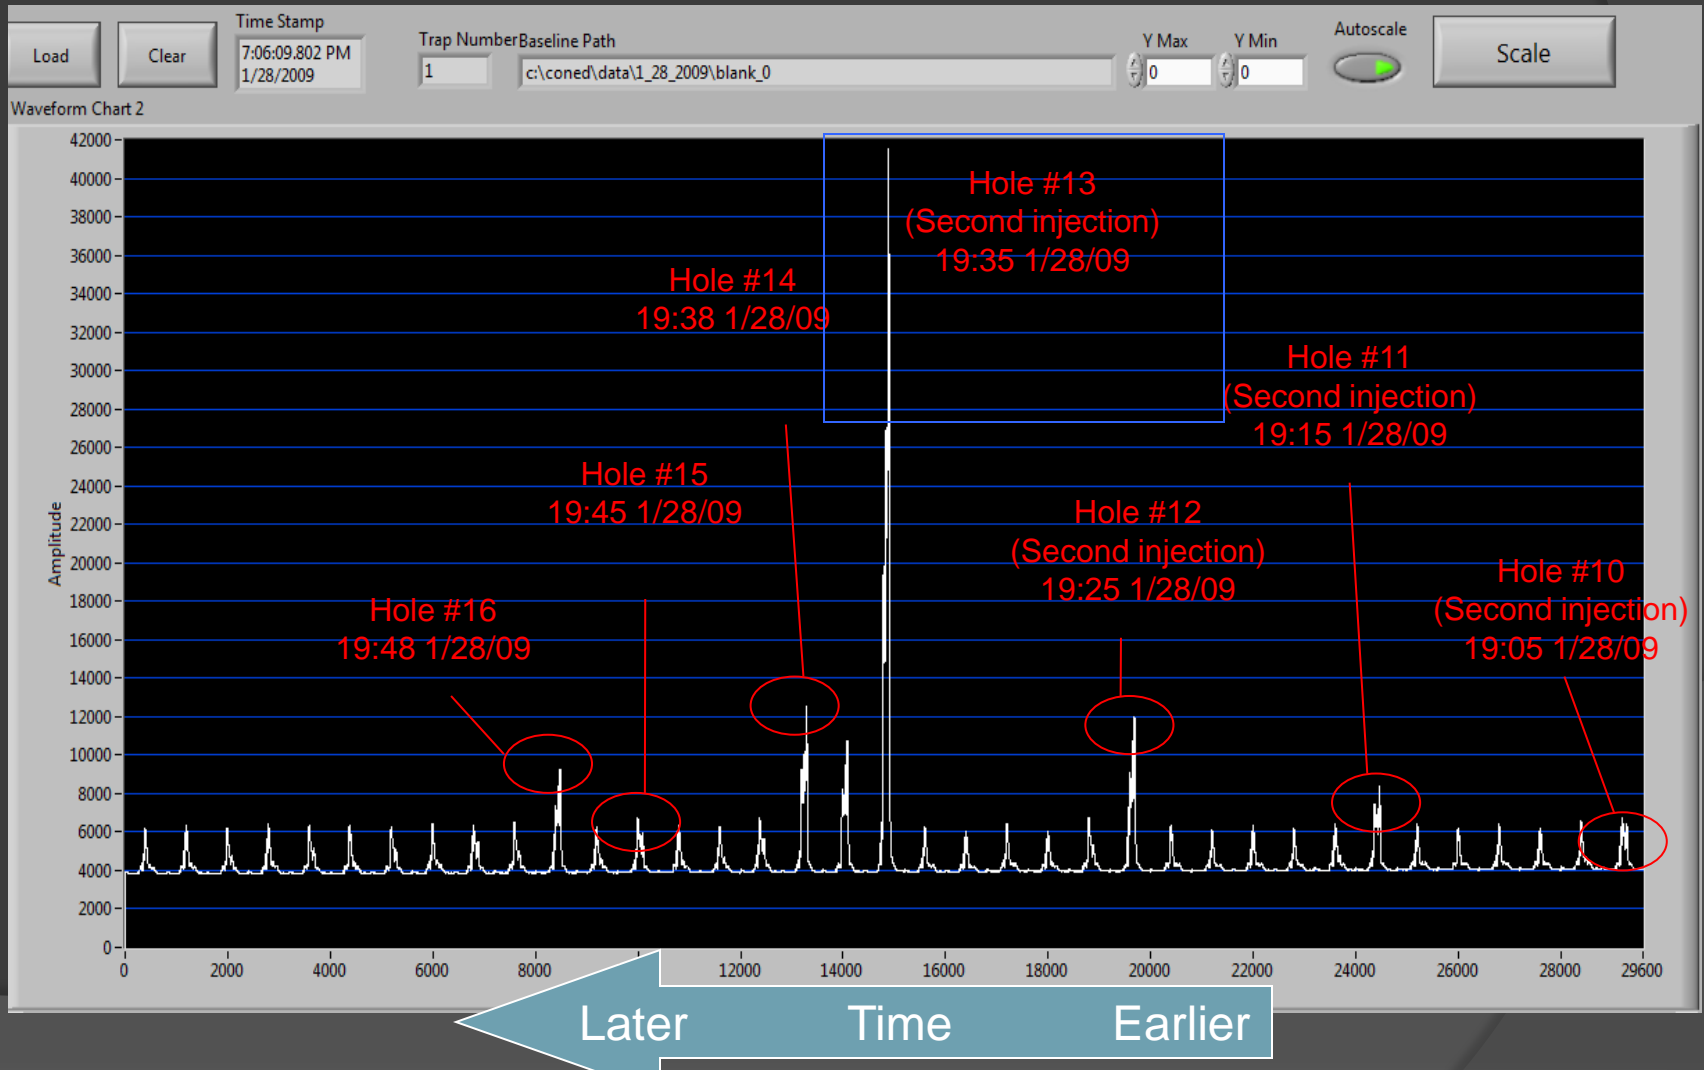 Load
Clear
Time Stamp
7:06:09.802 PM
1/28/2009
Trap Number
1
Baseline Path
c:\coned\data\1_28_2009\blank_0
Y Max
0
Y Min
0
Autoscale
Scale
Waveform Chart 2
Amplitude
42000
40000
38000
36000
34000
32000
30000
28000
26000
24000
22000
20000
18000
16000
14000
12000
10000
8000
6000
4000
2000
0
Hole #13
(Second injection)
19:35 1/28/09
Hole #14
19:38 1/28/09
Hole #11
(Second injection)
19:15 1/28/09
Hole #15
19:45 1/28/09
Hole #12
(Second injection)
19:25 1/28/09
Hole #10
(Second injection)
19:05 1/28/09
Hole #16
19:48 1/28/09
0
2000
4000
6000
8000
12000
14000
16000
18000
20000
22000
24000
26000
28000
29600
Later Time Earlier